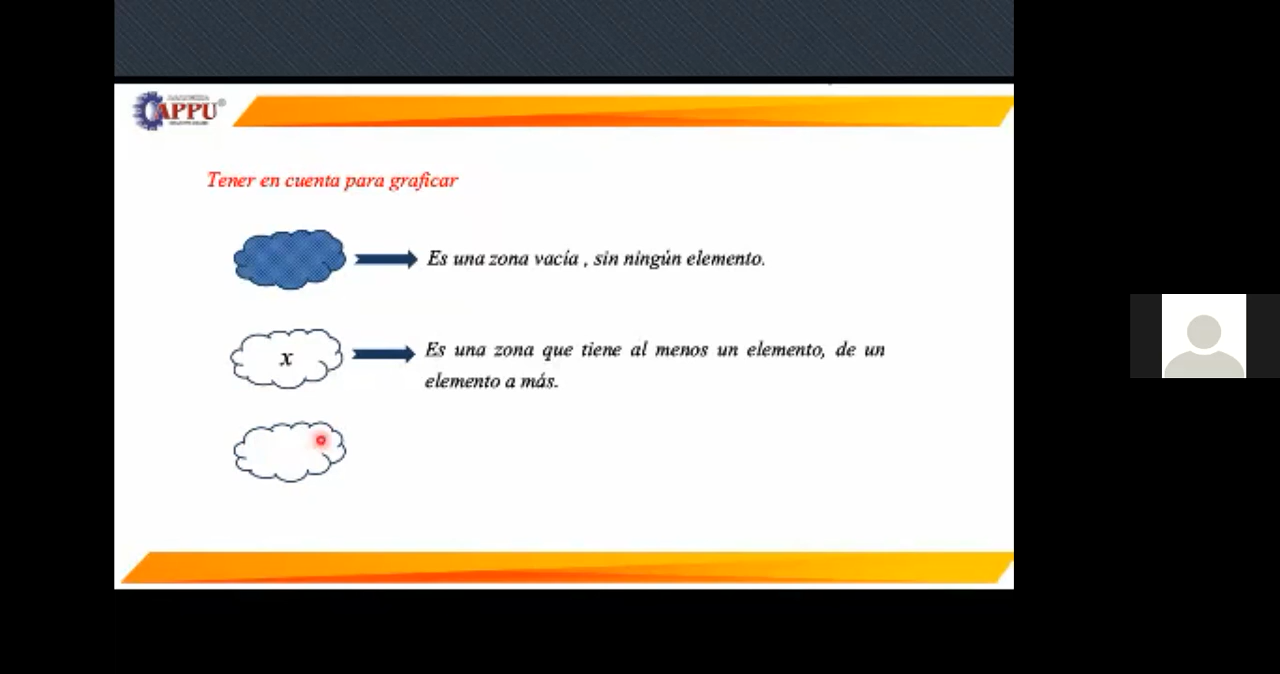 APPU
Tener en cuenta para graficar
Es una zona vacía , sin ningún elemento.
x
Es una zona que tiene al menos un elemento, de un
elemento a más.